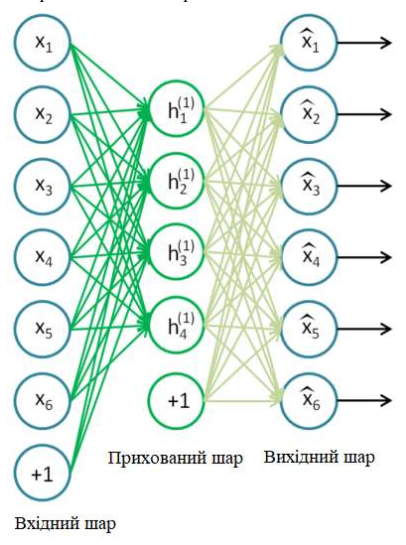 x1 h1(1) x̂1
x2 h2(1) x̂2
x3 h3(1) x̂3
x4 h4(1) x̂4
x5 x̂5
x6 +1 x̂6
+1
Прихований шар Вихідний шар
Вхідний шар